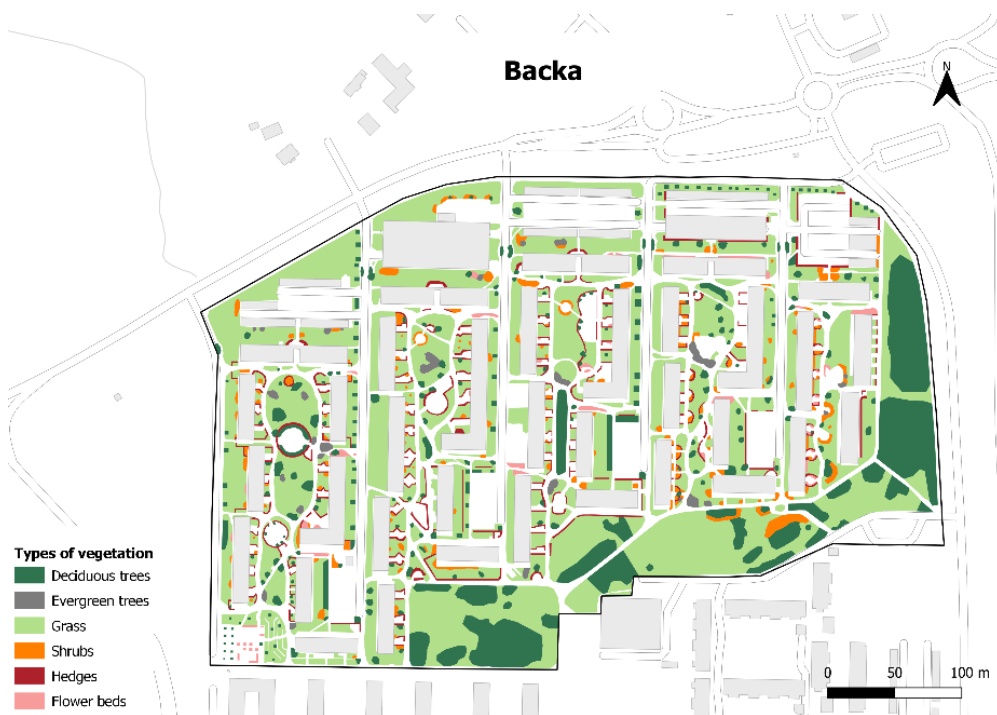 Backa
N
Types of vegetation
Deciduous trees
Evergreen trees
Grass
Shrubs
Hedges
Flower beds
0 50 100 m